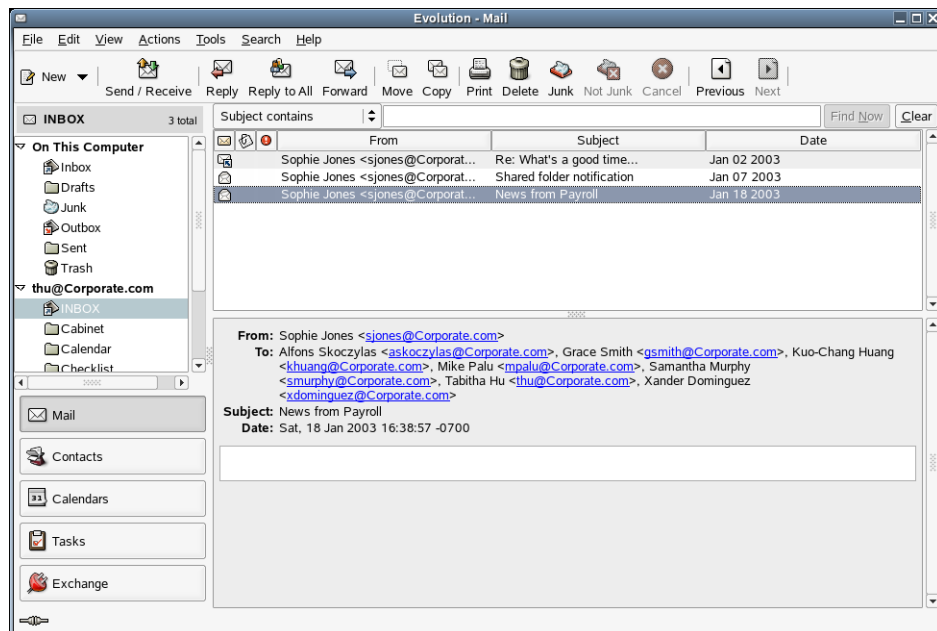 Evolution - Mail
File Edit View Actions Tools Search Help
New Send / Receive Reply Reply to All Forward Move Copy Print Delete Junk Not Junk Cancel Previous Next
INBOX 3 total
Subject contains Find Now Clear
From Subject Date
Sophie Jones <sjones@Corporat... Re: What's a good time... Jan 02 2003
Sophie Jones <sjones@Corporat... Shared folder notification Jan 07 2003
Sophie Jones <sjones@Corporat... News from Payroll Jan 18 2003
On This Computer
Inbox
Drafts
Junk
Outbox
Sent
Trash
thu@Corporate.com
INBOX
Cabinet
Calendar
Checklist
Mail
Contacts
31 Calendars
Tasks
Exchange
From: Sophie Jones <sjones@Corporate.com>
To: Alfons Skoczylas <askoczylas@Corporate.com>, Grace Smith <gsmith@Corporate.com>, Kuo-Chang Huang
<khuang@Corporate.com>, Mike Palu <mpalu@Corporate.com>, Samantha Murphy
<smurphy@Corporate.com>, Tabitha Hu <thu@Corporate.com>, Xander Dominguez
<xdominguez@Corporate.com>
Subject: News from Payroll
Date: Sat, 18 Jan 2003 16:38:57 -0700